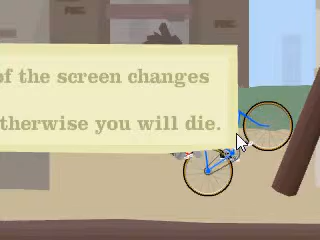 of the screen changes
therwise you will die.